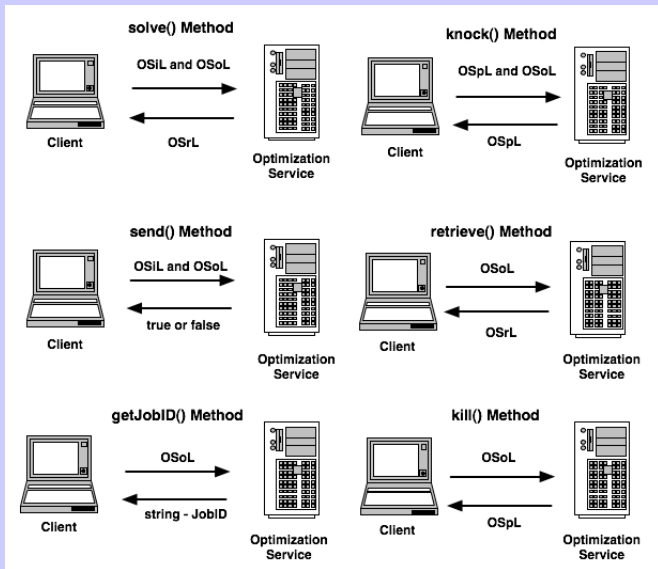 solve() Method
OSiL and OSoL
OSrL
Client
Optimization
Service
knock() Method
OSpL and OSoL
OSpL
Client
Optimization
Service
send() Method
OSiL and OSoL
true or false
Client
Optimization
Service
retrieve() Method
OSoL
OSrL
Client
Optimization
Service
getJobID() Method
OSoL
string - JobID
Client
Optimization
Service
kill() Method
OSoL
OSpL
Client
Optimization
Service